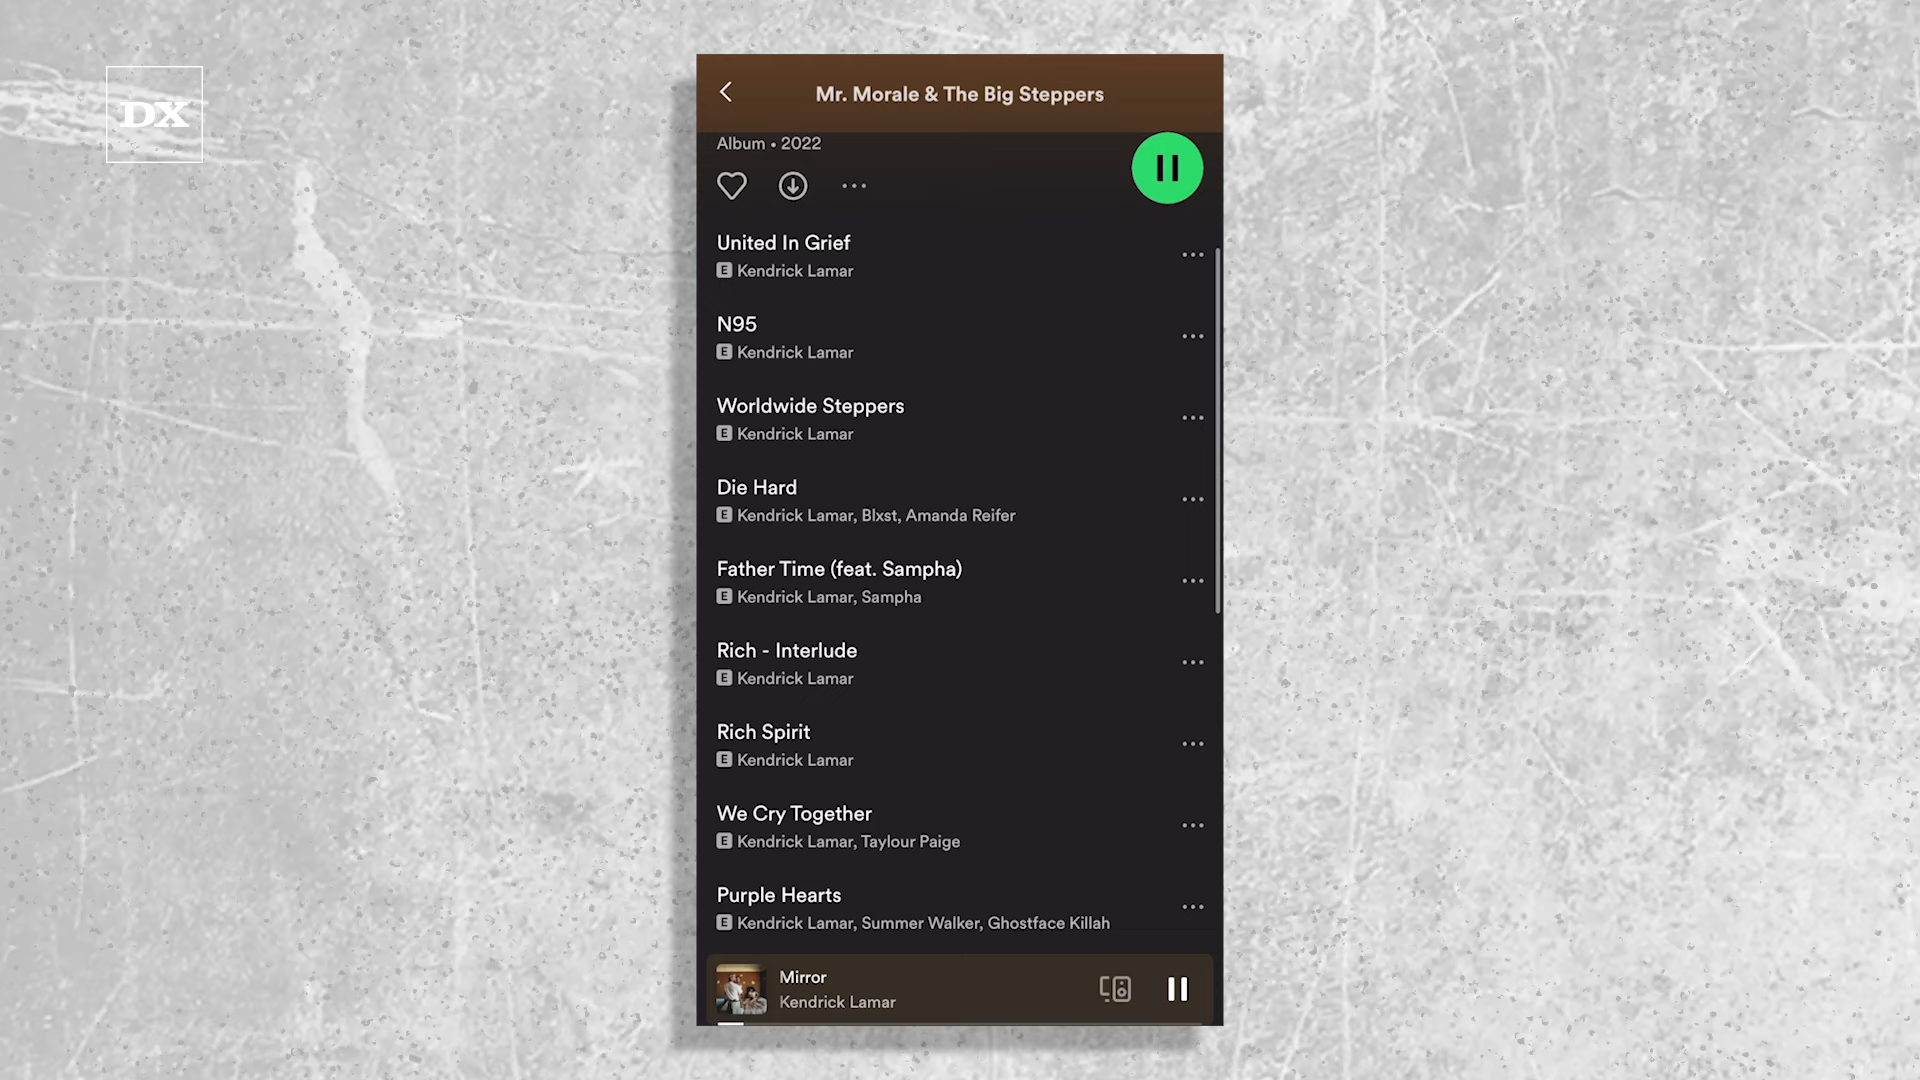 DX
Mr. Morale & The Big Steppers
Album • 2022
United In Grief
E Kendrick Lamar
N95
E Kendrick Lamar
Worldwide Steppers
E Kendrick Lamar
Die Hard
E Kendrick Lamar, Blxst, Amanda Reifer
Father Time (feat. Sampha)
E Kendrick Lamar, Sampha
Rich - Interlude
E Kendrick Lamar
Rich Spirit
E Kendrick Lamar
We Cry Together
E Kendrick Lamar, Taylour Paige
Purple Hearts
E Kendrick Lamar, Summer Walker, Ghostface Killah
Mirror
Kendrick Lamar